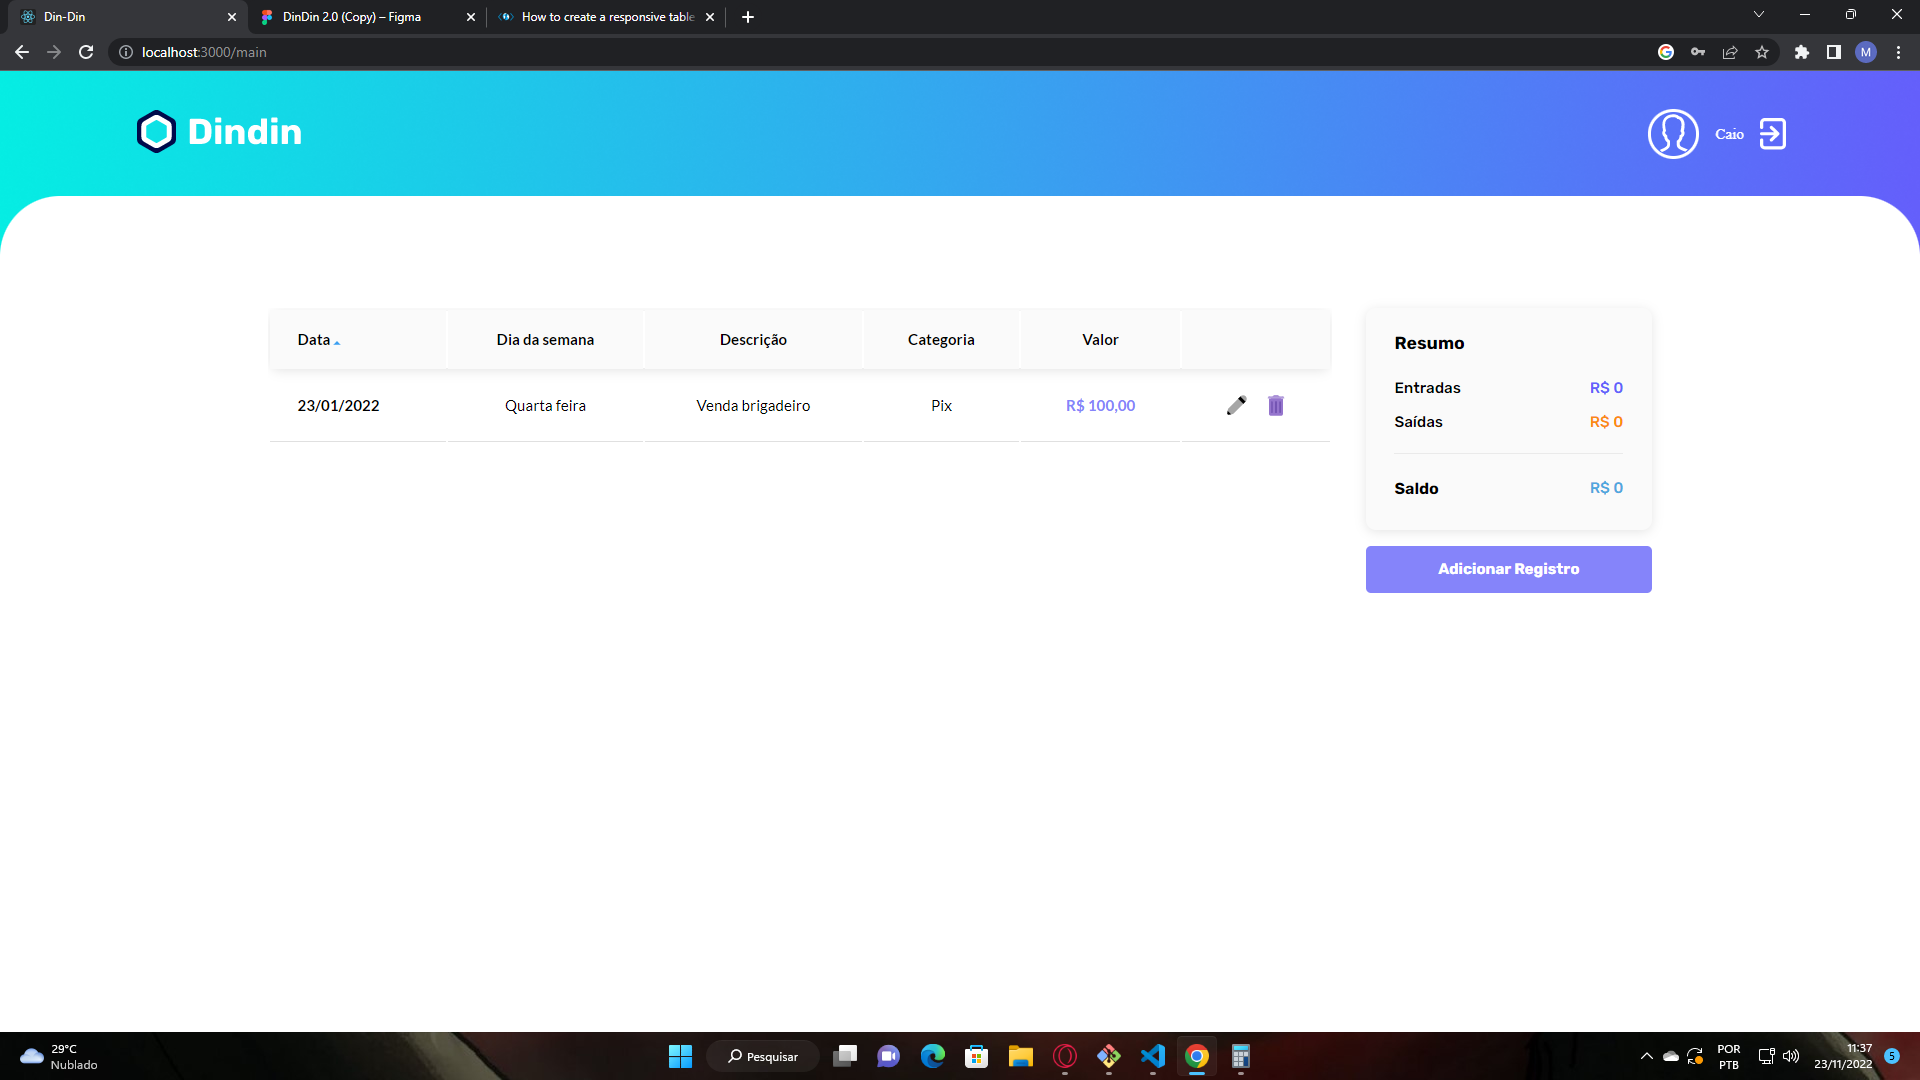 Din-Din
DinDin 2.0 (Copy) – Figma
How to create a responsive table
localhost:3000/main
M
Dindin
Caio
Data
Dia da semana
Descrição
Categoria
Valor
23/01/2022
Quarta feira
Venda brigadeiro
Pix
R$ 100,00
Resumo
Entradas
R$ 0
Saídas
R$ 0
Saldo
R$ 0
Adicionar Registro
29°C
Nublado
Pesquisar
POR
PTB
11:37
23/11/2022
5